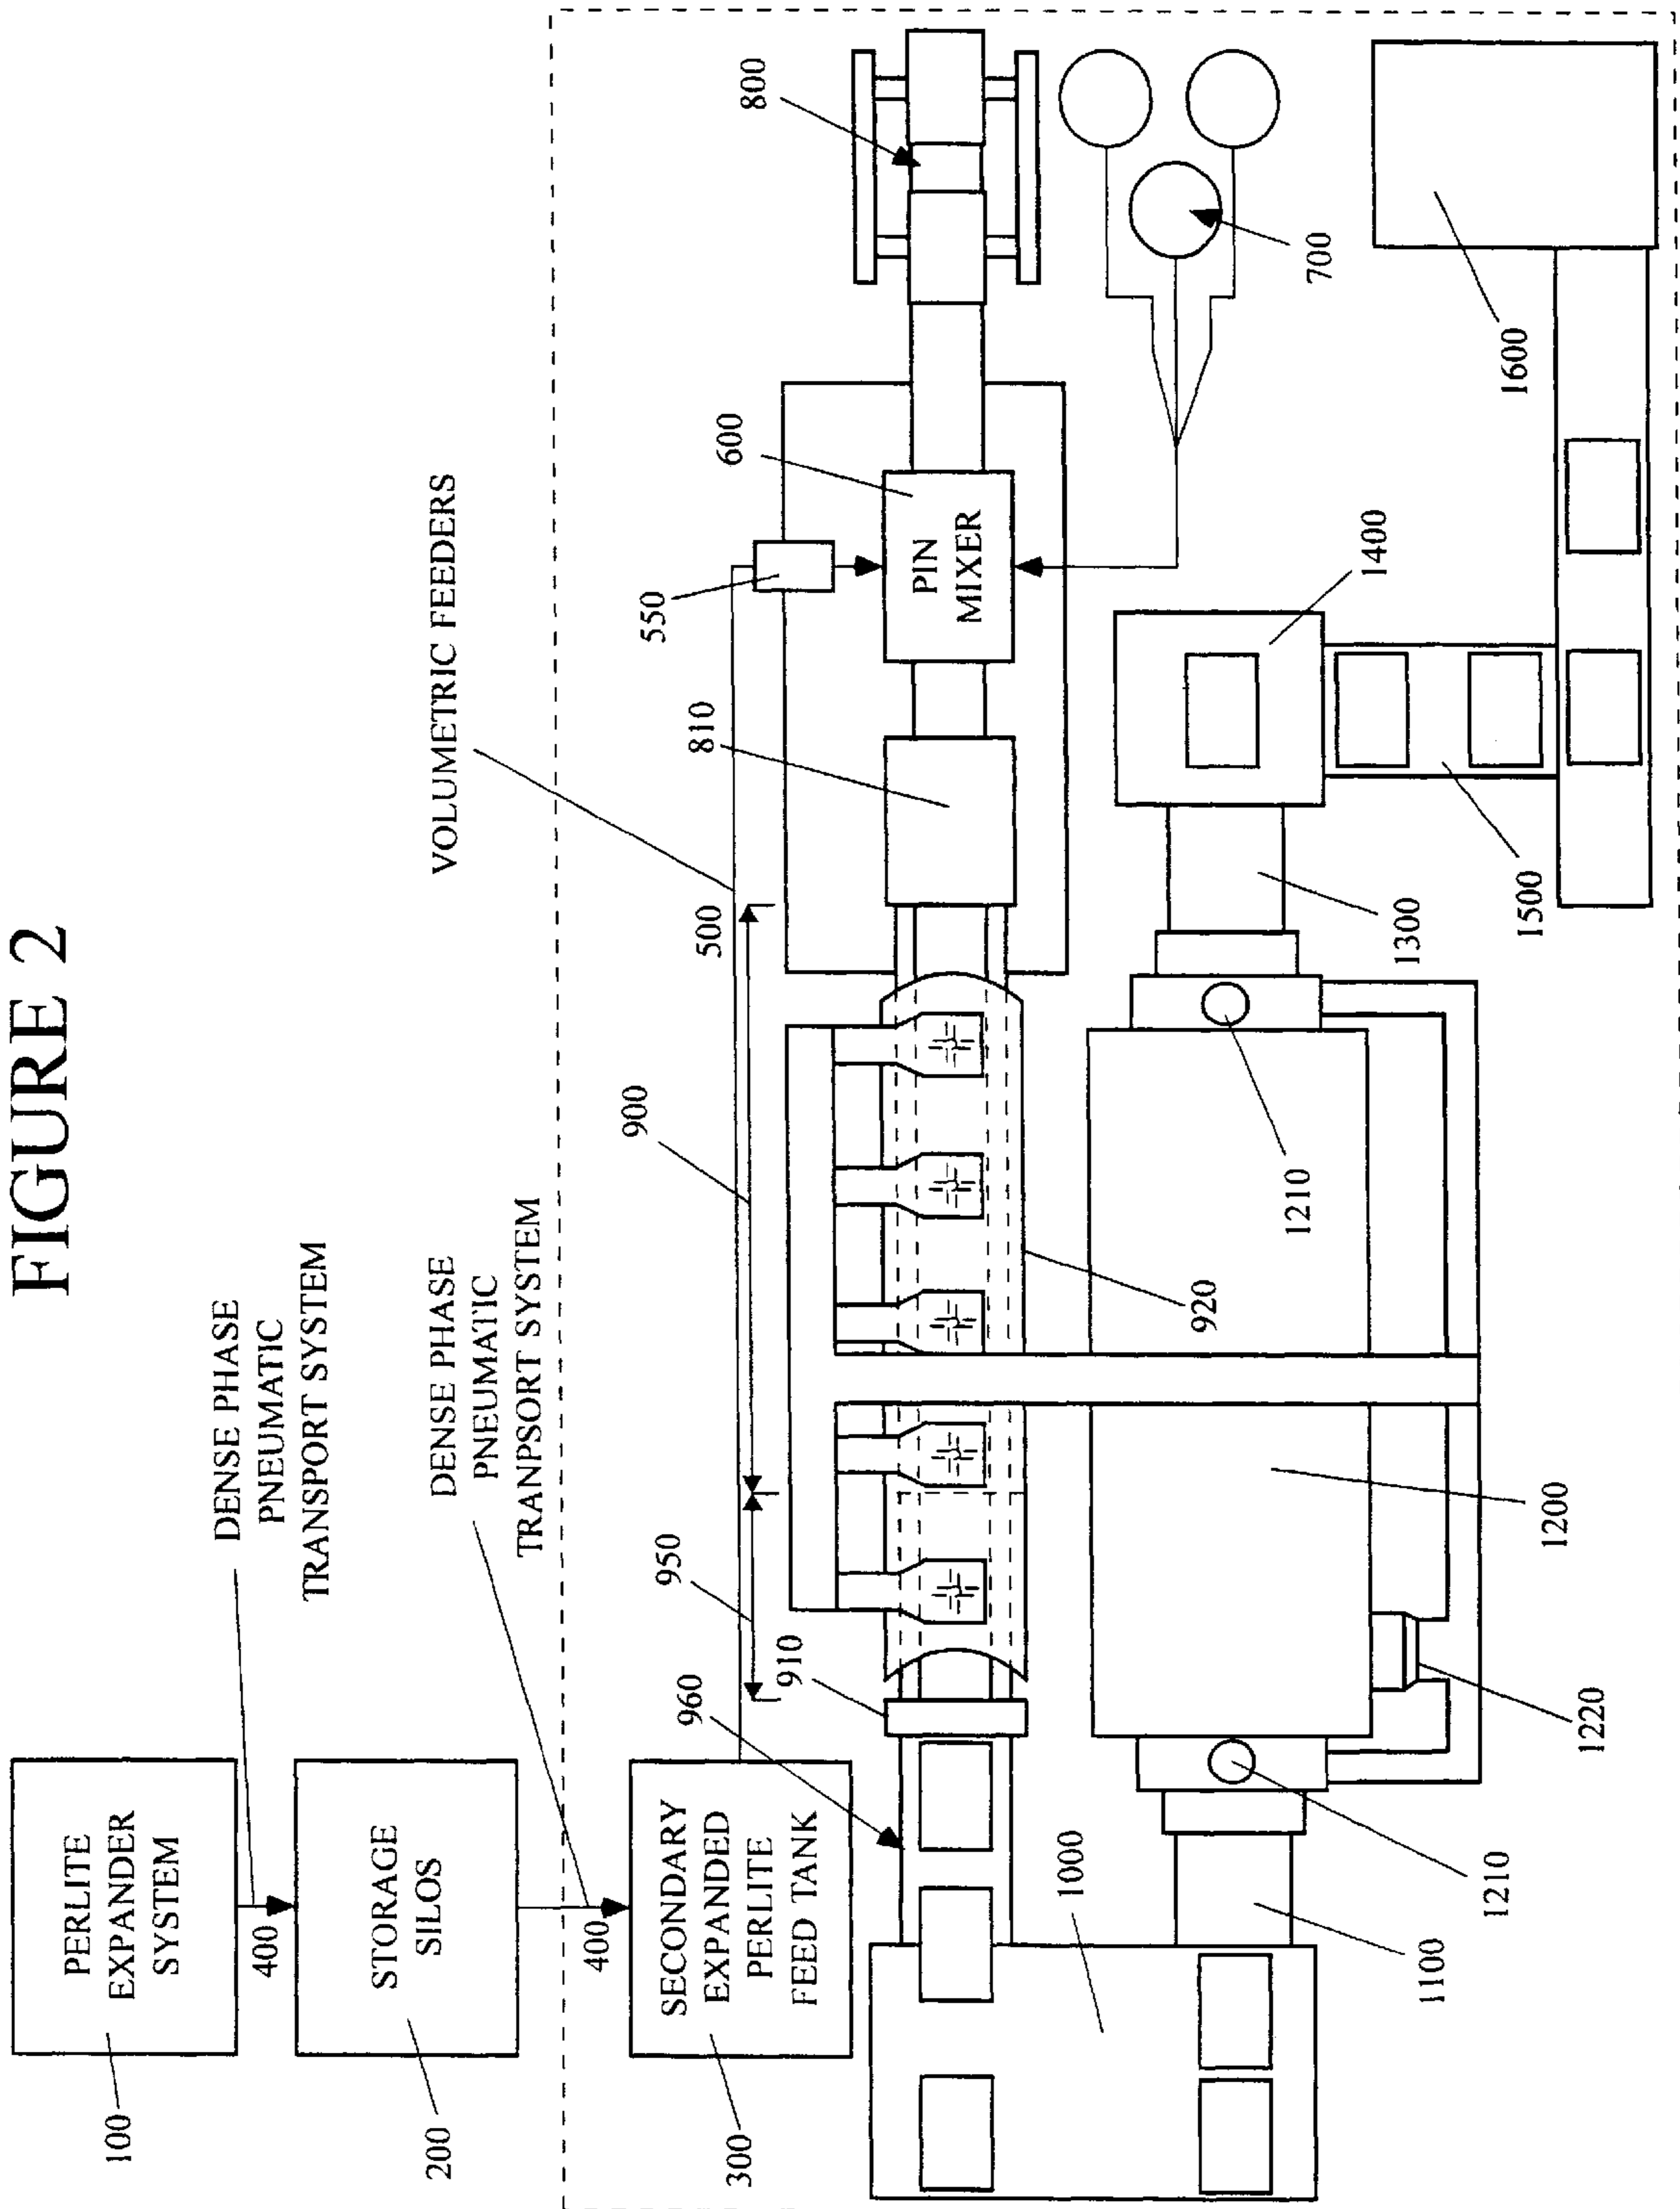 FIGURE 2
PERLITE
EXPANDER
SYSTEM
100
DENSE PHASE
PNEUMATIC
TRANSPORT SYSTEM
400
STORAGE
SILOS
200
DENSE PHASE
PNEUMATIC
TRANPSORT SYSTEM
400
SECONDARY
EXPANDED
PERLITE
FEED TANK
300
VOLUMETRIC FEEDERS
500
550
600
PIN
MIXER
700
800
810
900
950
910
960
920
1000
1100
1210
1220
1200
1210
1300
1400
1500
1600